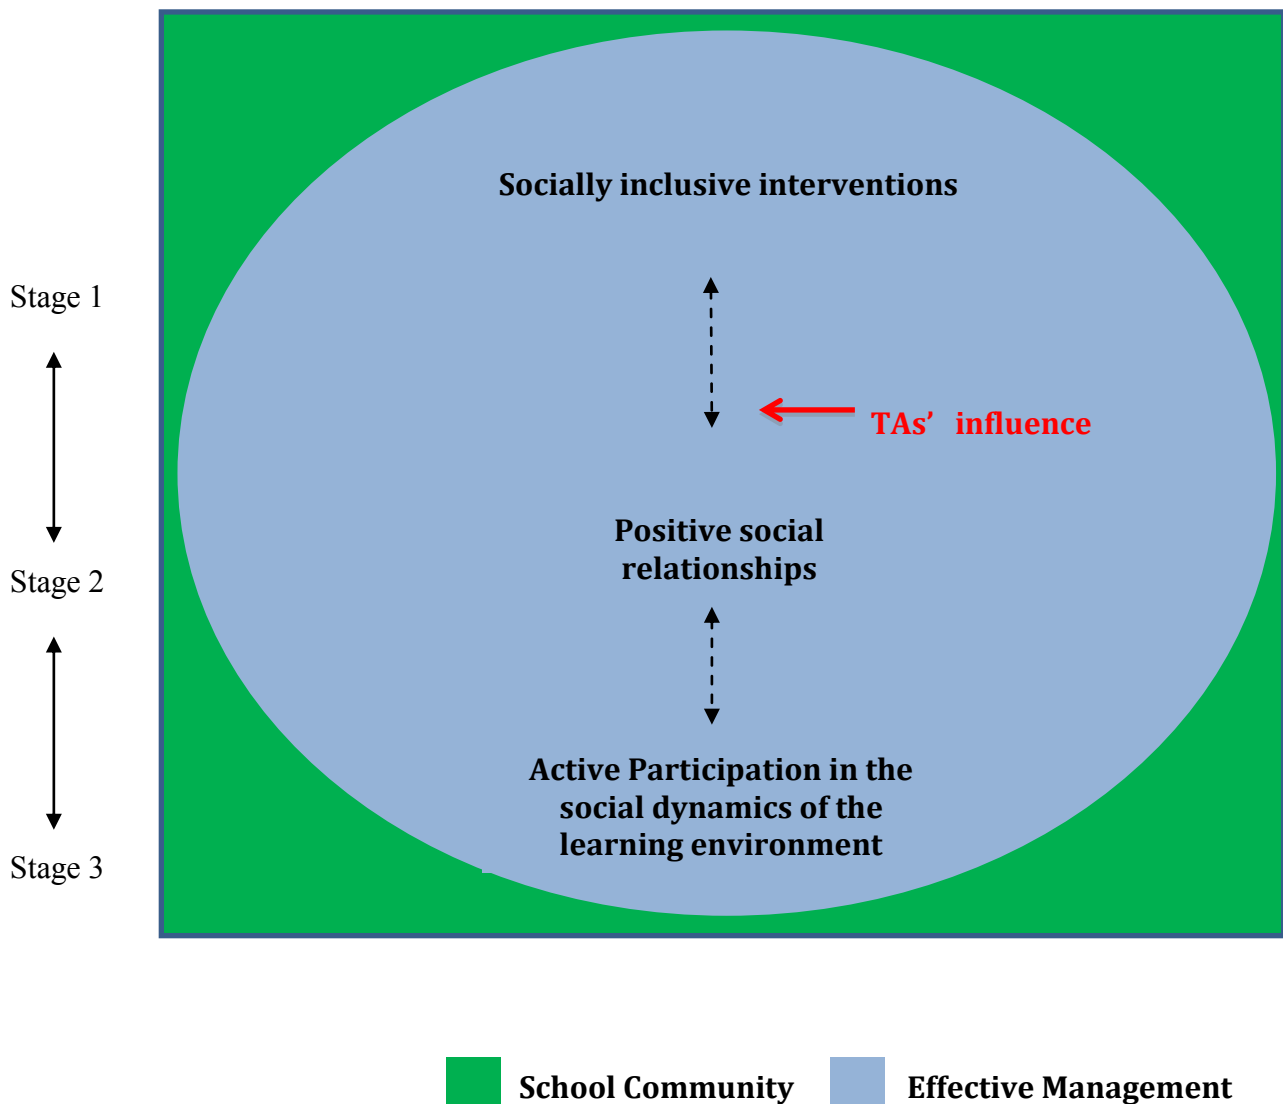 Socially inclusive interventions
Stage 1
TAs’ influence
Positive social
relationships
Stage 2
Active Participation in the
social dynamics of the
learning environment
Stage 3
School Community
Effective Management